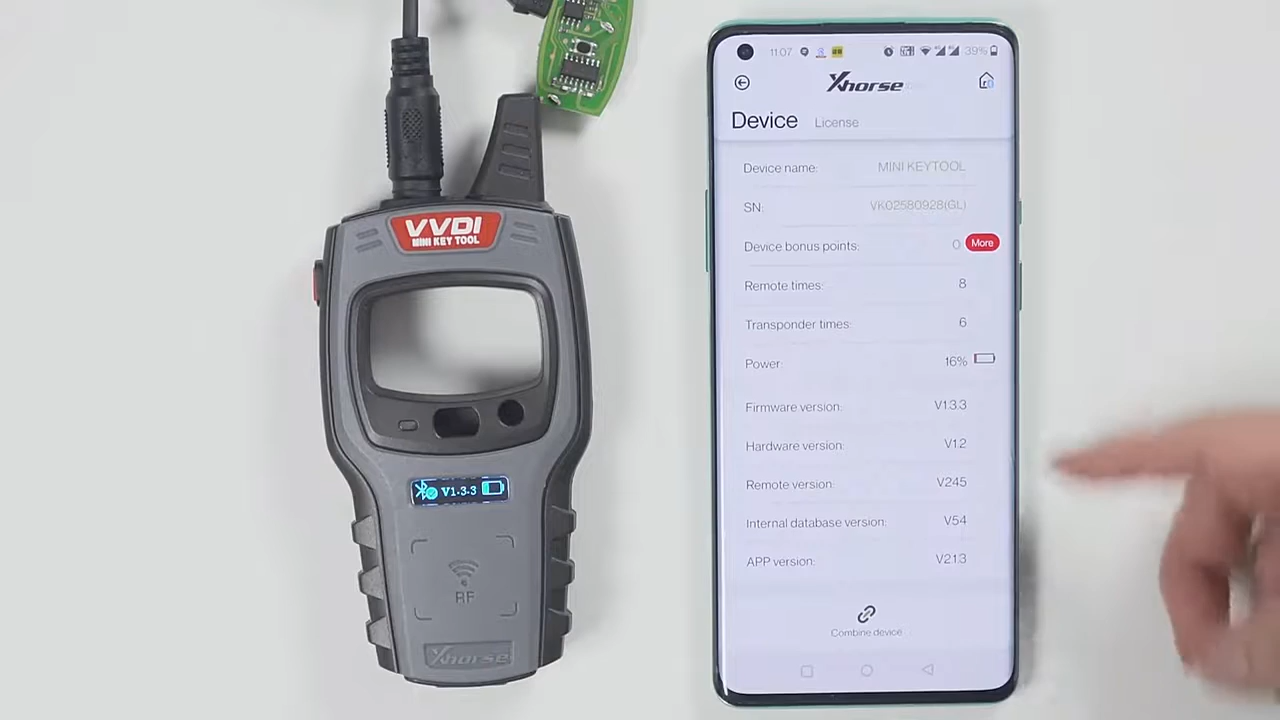 VVDI
MINI KEY TOOL
V1.3.3
RF
Xhorse
11:07
39%
Xhorse
Device License
Device name: MINI KEYTOOL
SN: VK02580928(GL)
Device bonus points: 0 More
Remote times: 8
Transponder times: 6
Power: 16%
Firmware version: V1.3.3
Hardware version: V1.2
Remote version: V245
Internal database version: V54
APP version: V2.1.3
Combine device